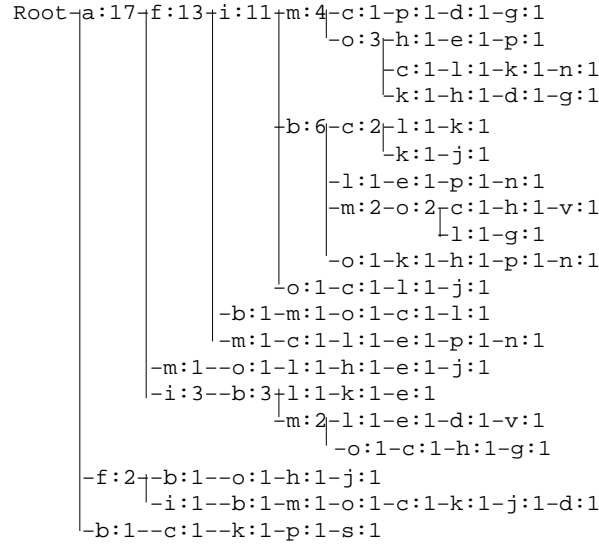 Root-a:17-f:13-i:11-m:4-c:1-p:1-d:1-g:1
-o:3-h:1-e:1-p:1
-c:1-l:1-k:1-n:1
-k:1-h:1-d:1-g:1
-b:6-c:2-l:1-k:1
-k:1-j:1
-l:1-e:1-p:1-n:1
-m:2-o:2-c:1-h:1-v:1
-l:1-g:1
-o:1-k:1-h:1-p:1-n:1
-o:1-c:1-l:1-j:1
-b:1-m:1-o:1-c:1-l:1
-m:1-c:1-l:1-e:1-p:1-n:1
-m:1--o:1-l:1-h:1-e:1-j:1
-i:3--b:3-l:1-k:1-e:1
-m:2-l:1-e:1-d:1-v:1
-o:1-c:1-h:1-g:1
-f:2--b:1--o:1-h:1-j:1
-i:1--b:1-m:1-o:1-c:1-k:1-j:1-d:1
-b:1--c:1--k:1-p:1-s:1